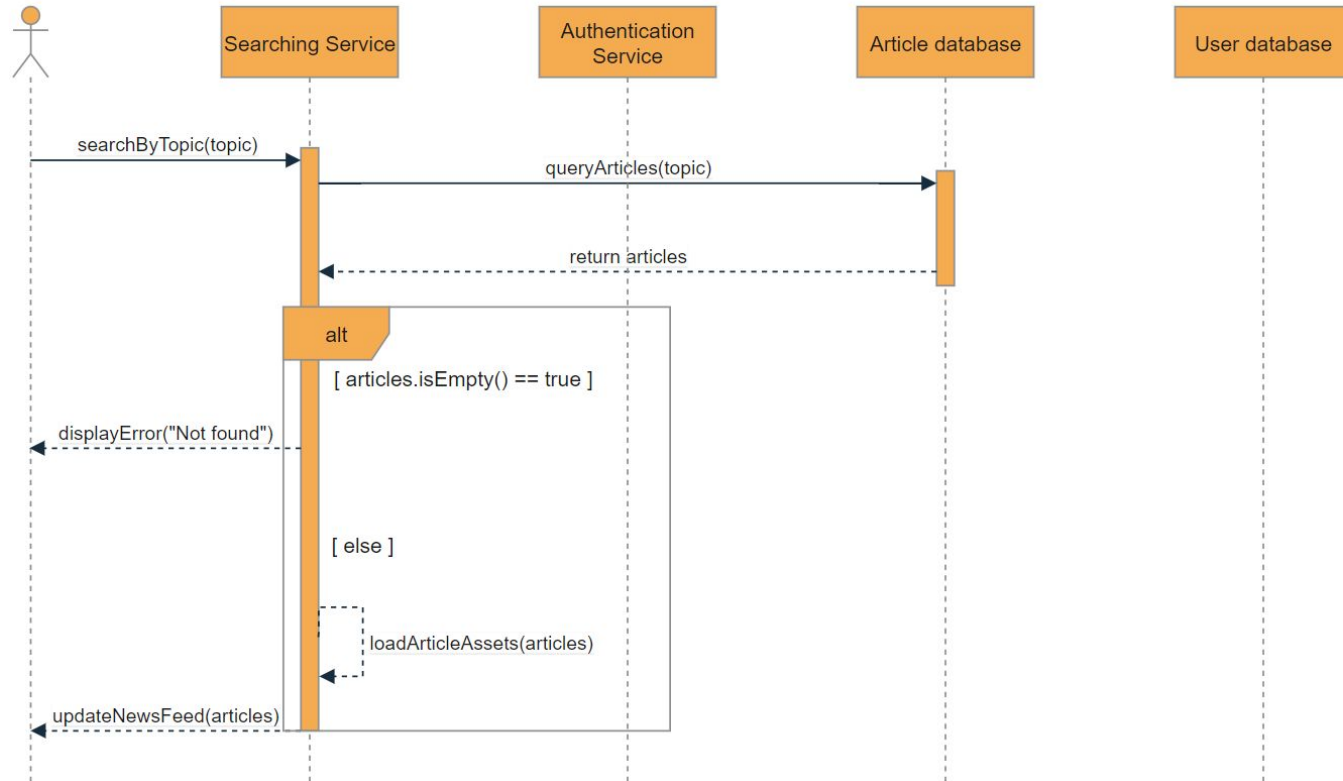 Searching Service
Authentication
Service
Article database
User database
searchByTopic(topic)
queryArticles(topic)
return articles
alt
[ articles.isEmpty() == true ]
displayError("Not found")
[ else ]
loadArticleAssets(articles)
updateNewsFeed(articles)